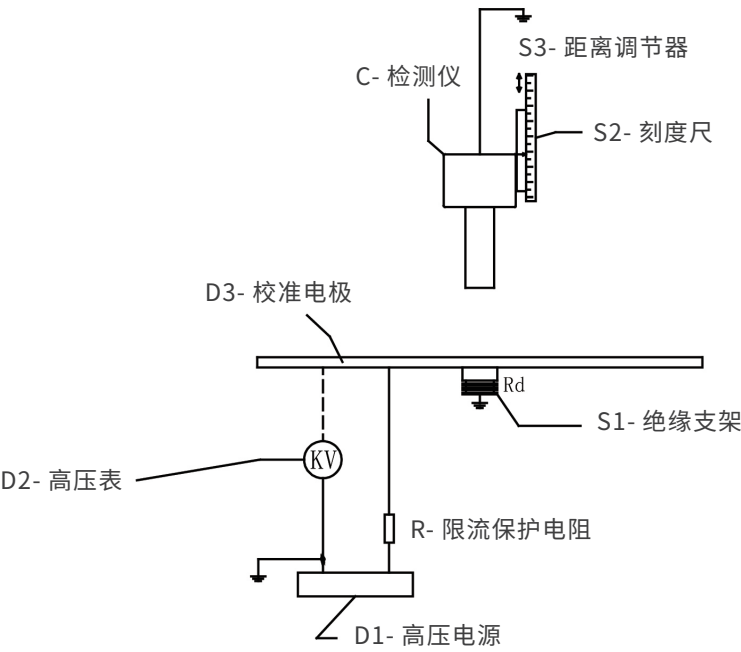 S3- 距离调节器
C- 检测仪
S2- 刻度尺
D3- 校准电极
Rd
S1- 绝缘支架
KV
D2- 高压表
R- 限流保护电阻
D1- 高压电源